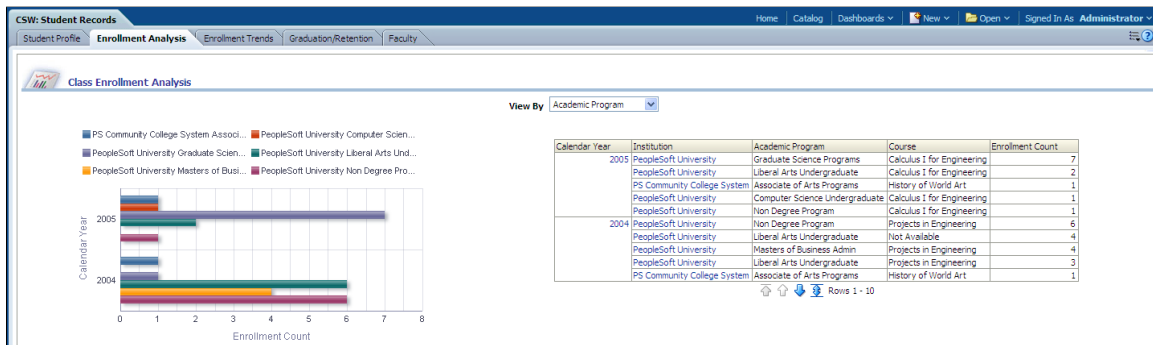 CSW: Student Records
Home Catalog Dashboards New Open Signed In As Administrator
Student Profile Enrollment Analysis Enrollment Trends Graduation/Retention Faculty
Class Enrollment Analysis
View By Academic Program
PS Community College System Associ... PeopleSoft University Computer Scien...
PeopleSoft University Graduate Scien... PeopleSoft University Liberal Arts Und...
PeopleSoft University Masters of Busi... PeopleSoft University Non Degree Pro...
Calendar Year
2005
2004
0 1 2 3 4 5 6 7 8
Enrollment Count
Calendar Year Institution Academic Program Course Enrollment Count
2005 PeopleSoft University Graduate Science Programs Calculus I for Engineering 7
PeopleSoft University Liberal Arts Undergraduate Calculus I for Engineering 2
PS Community College System Associate of Arts Programs History of World Art 1
PeopleSoft University Computer Science Undergraduate Calculus I for Engineering 1
PeopleSoft University Non Degree Program Calculus I for Engineering 1
2004 PeopleSoft University Non Degree Program Projects in Engineering 6
PeopleSoft University Liberal Arts Undergraduate Not Available 4
PeopleSoft University Masters of Business Admin Projects in Engineering 4
PeopleSoft University Liberal Arts Undergraduate Projects in Engineering 3
PS Community College System Associate of Arts Programs History of World Art 1
Rows 1 - 10